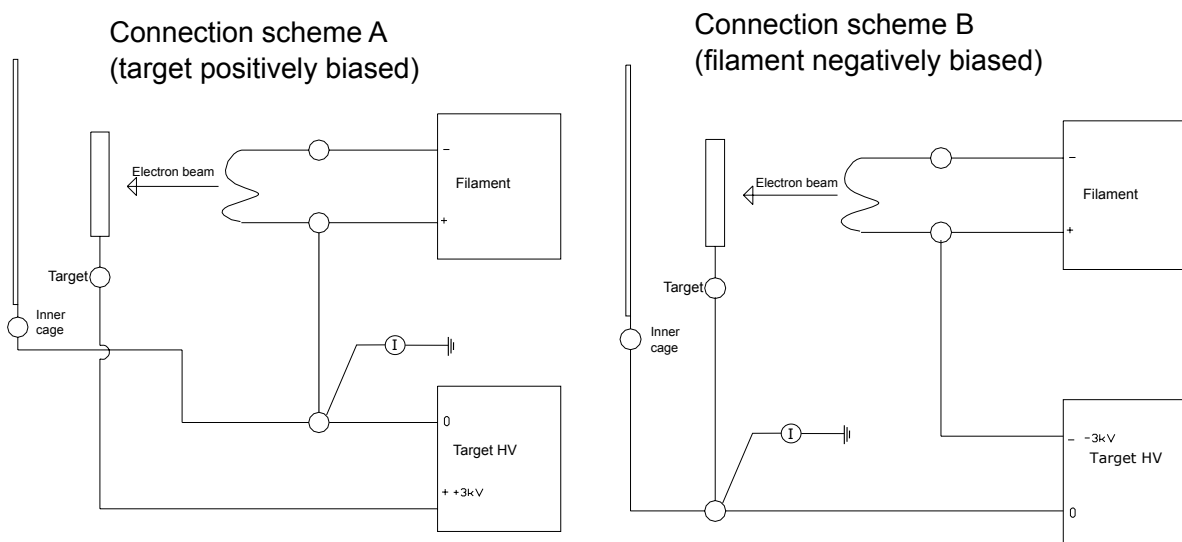 Connection scheme A
(target positively biased)
Electron beam
-
Filament
+
Target
Inner
cage
I
0
Target HV
+ +3kV
Connection scheme B
(filament negatively biased)
Electron beam
-
Filament
+
Target
Inner
cage
I
- -3kV
Target HV
0